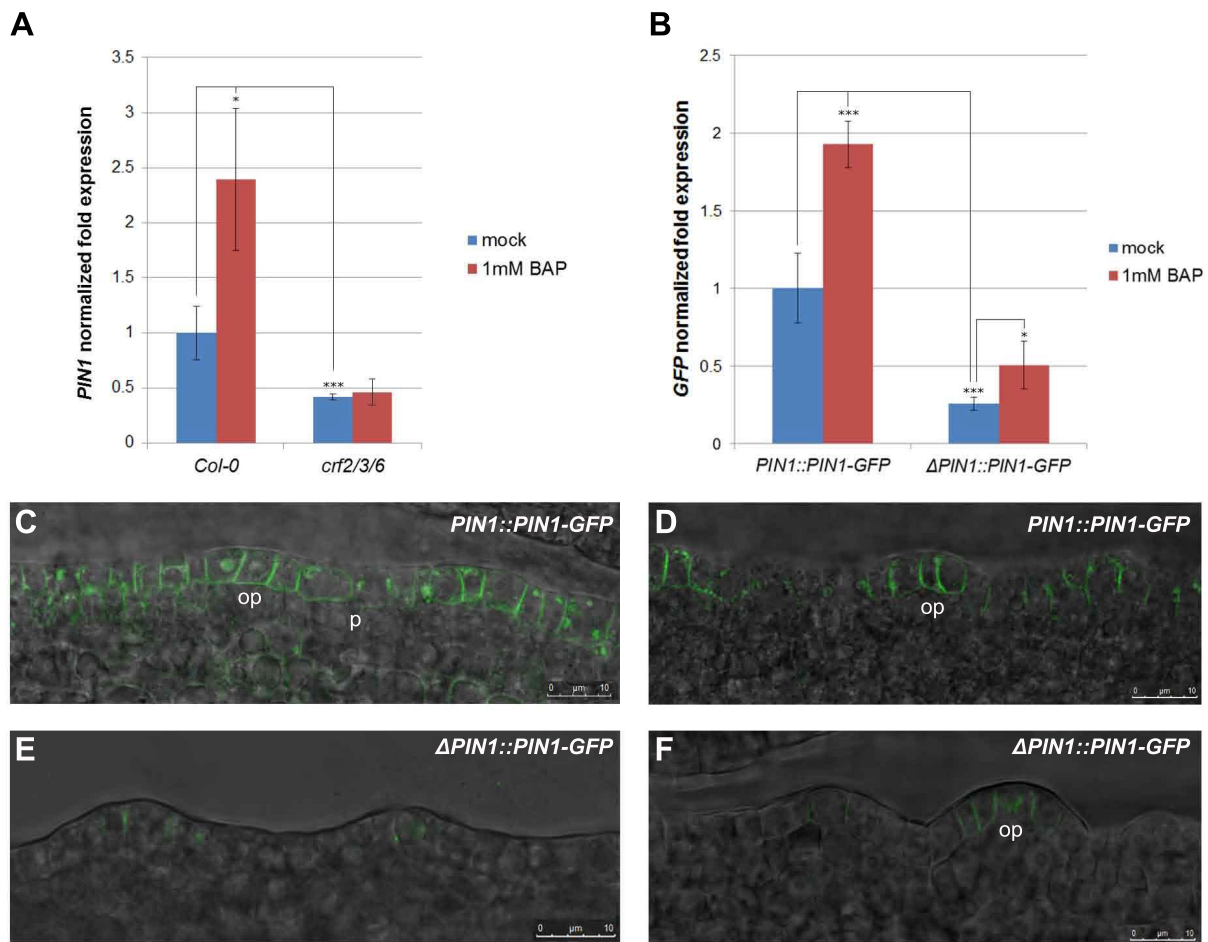 A
3.5
3
2.5
2
1.5
1
0.5
0
PIN1 normalized fold expression
*
***
Col-0
crf2/3/6
mock
1mM BAP
B
2.5
2
1.5
1
0.5
0
GFP normalized fold expression
***
*
***
PIN1::PIN1-GFP
ΔPIN1::PIN1-GFP
mock
1mM BAP
C
PIN1::PIN1-GFP
op
p
0 µm 10
D
PIN1::PIN1-GFP
op
0 µm 10
E
ΔPIN1::PIN1-GFP
0 µm 10
F
ΔPIN1::PIN1-GFP
op
0 µm 10